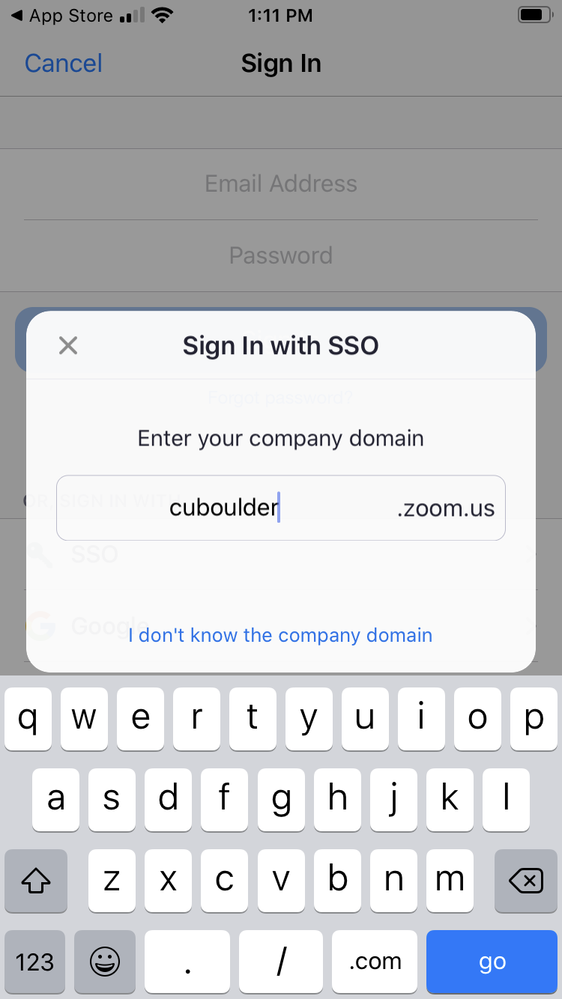 App Store 1:11 PM
Cancel Sign In
Email Address
Password
Sign In with SSO
Forgot password?
Enter your company domain
OR, SIGN IN WITH
cuboulder .zoom.us
SSO
Google
I don't know the company domain
q w e r t y u i o p
a s d f g h j k l
z x c v b n m
123 . / .com go